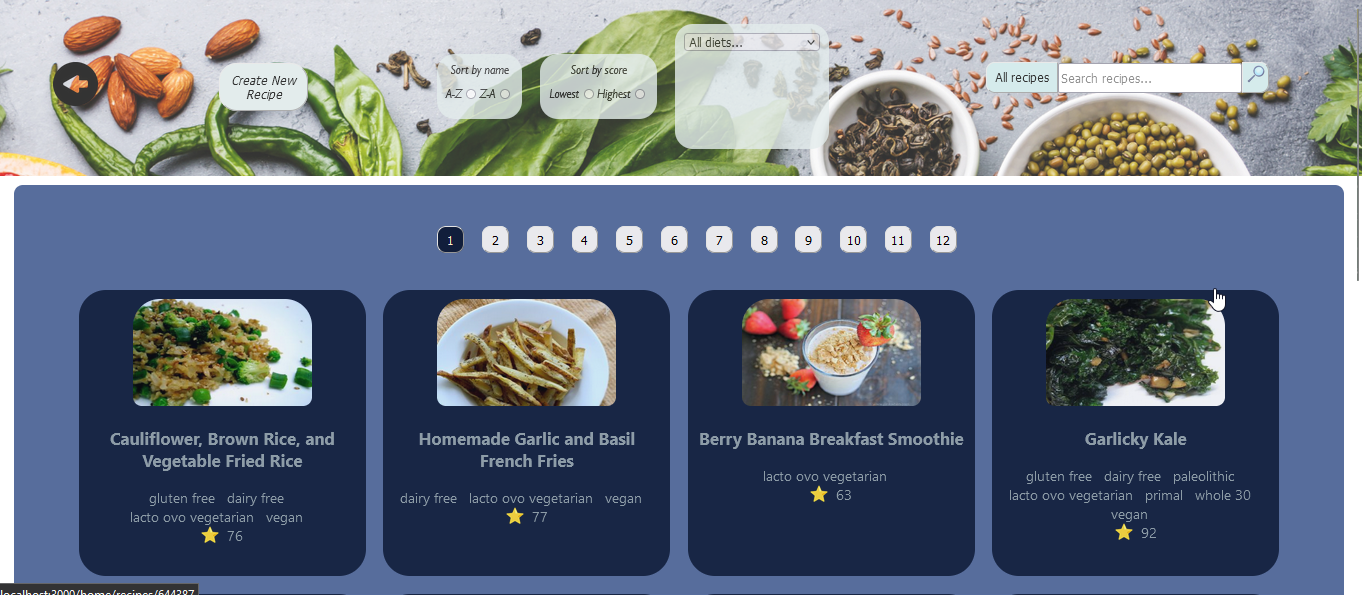 Create New
Recipe
Sort by name
A-Z Z-A
Sort by score
Lowest Highest
All diets...
All recipes
Search recipes...
1 2 3 4 5 6 7 8 9 10 11 12
Cauliflower, Brown Rice, and
Vegetable Fried Rice
gluten free dairy free
lacto ovo vegetarian vegan
76
Homemade Garlic and Basil
French Fries
dairy free lacto ovo vegetarian vegan
77
Berry Banana Breakfast Smoothie
lacto ovo vegetarian
63
Garlicky Kale
gluten free dairy free paleolithic
lacto ovo vegetarian primal whole 30
vegan
92
localhost:3000/home/recipes/644387